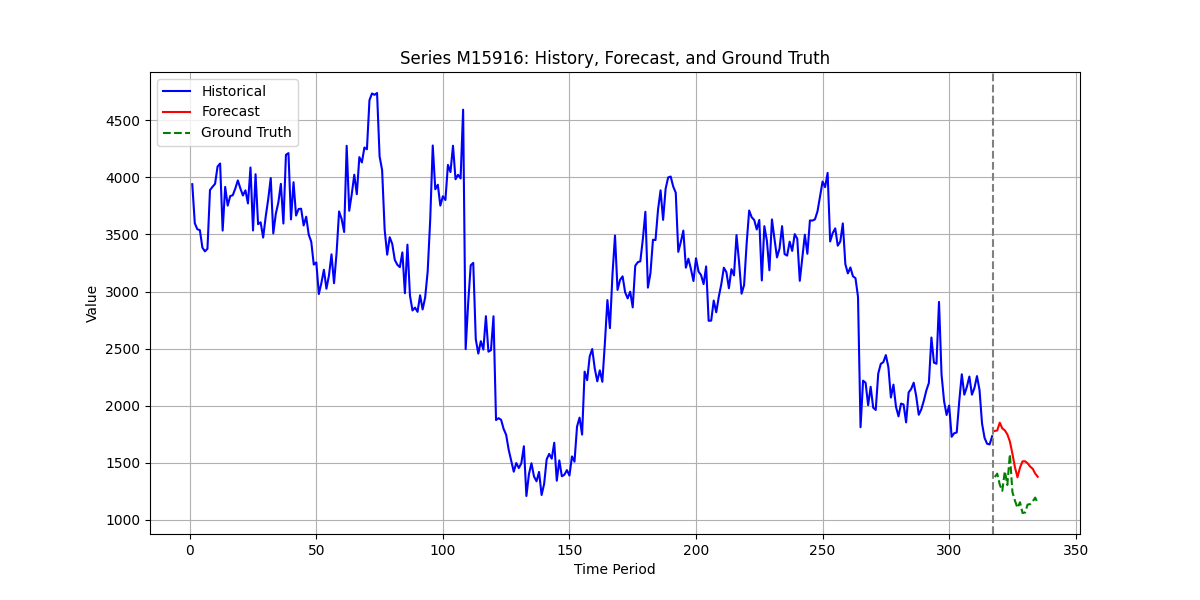 Series M15916: History, Forecast, and Ground Truth
Historical
Forecast
Ground Truth
Value
4500
4000
3500
3000
2500
2000
1500
1000
0 50 100 150 200 250 300 350
Time Period